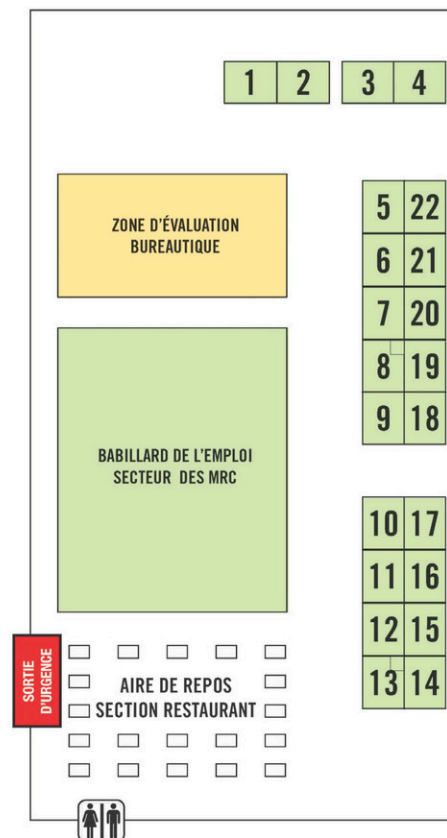 1 2 3 4
ZONE D'ÉVALUATION
BUREAUTIQUE
5 22
6 21
7 20
8 19
9 18
BABILLARD DE L'EMPLOI
SECTEUR DES MRC
10 17
11 16
12 15
13 14
SORTIE
D'URGENCE
AIRE DE REPOS
SECTION RESTAURANT